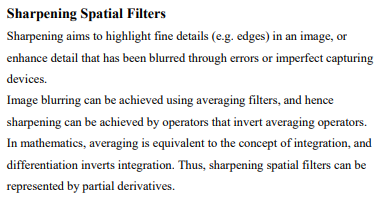 Sharpening Spatial Filters
Sharpening aims to highlight fine details (e.g. edges) in an image, or
enhance detail that has been blurred through errors or imperfect capturing
devices.
Image blurring can be achieved using averaging filters, and hence
sharpening can be achieved by operators that invert averaging operators.
In mathematics, averaging is equivalent to the concept of integration, and
differentiation inverts integration. Thus, sharpening spatial filters can be
represented by partial derivatives.